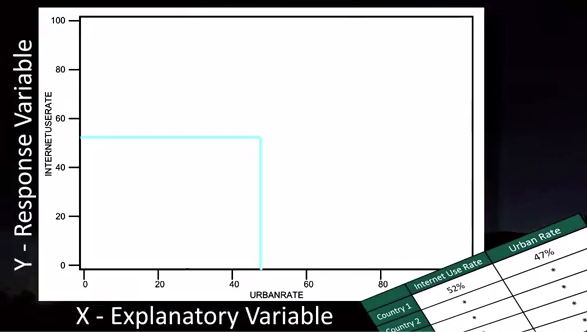 Y - Response Variable
INTERNETUSERATE
100
80
60
40
20
0
0 20 40 60 80
URBANRATE
X - Explanatory Variable
Internet Use Rate Urban Rate
Country 1 52% 47%
Country 2 * *